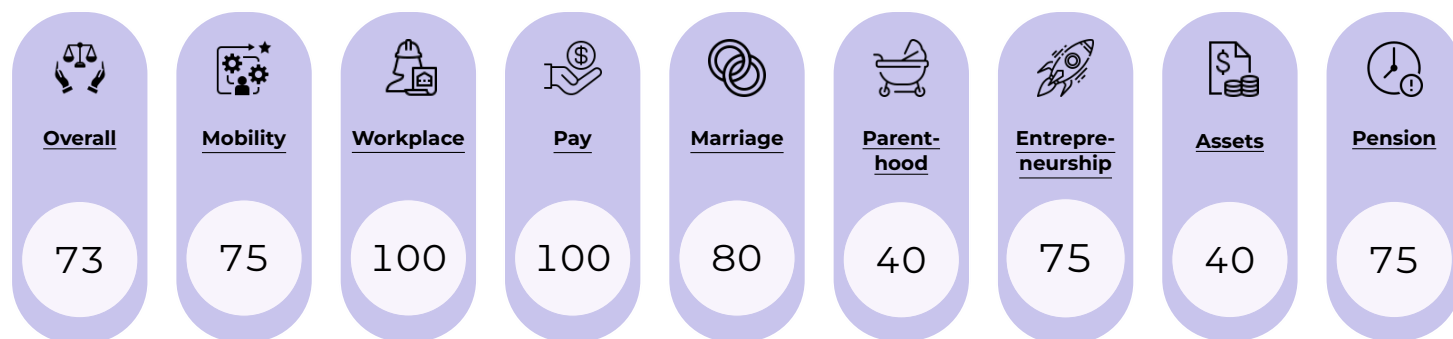 Overall
73
Mobility
75
Workplace
100
$
Pay
100
Marriage
80
Parent-
hood
40
Entrepre-
neurship
75
$
Assets
40
!
Pension
75